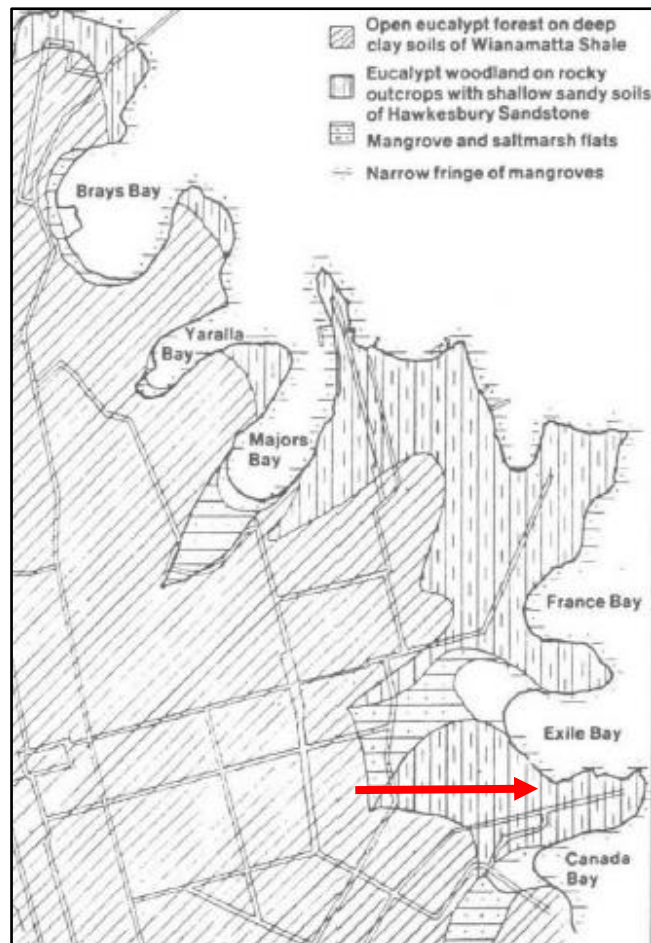 Open eucalypt forest on deep
clay soils of Wianamatta Shale
Eucalypt woodland on rocky
outcrops with shallow sandy soils
of Hawkesbury Sandstone
Mangrove and saltmarsh flats
Narrow fringe of mangroves
Brays Bay
Yaralla
Bay
Majors
Bay
France Bay
Exile Bay
Canada
Bay